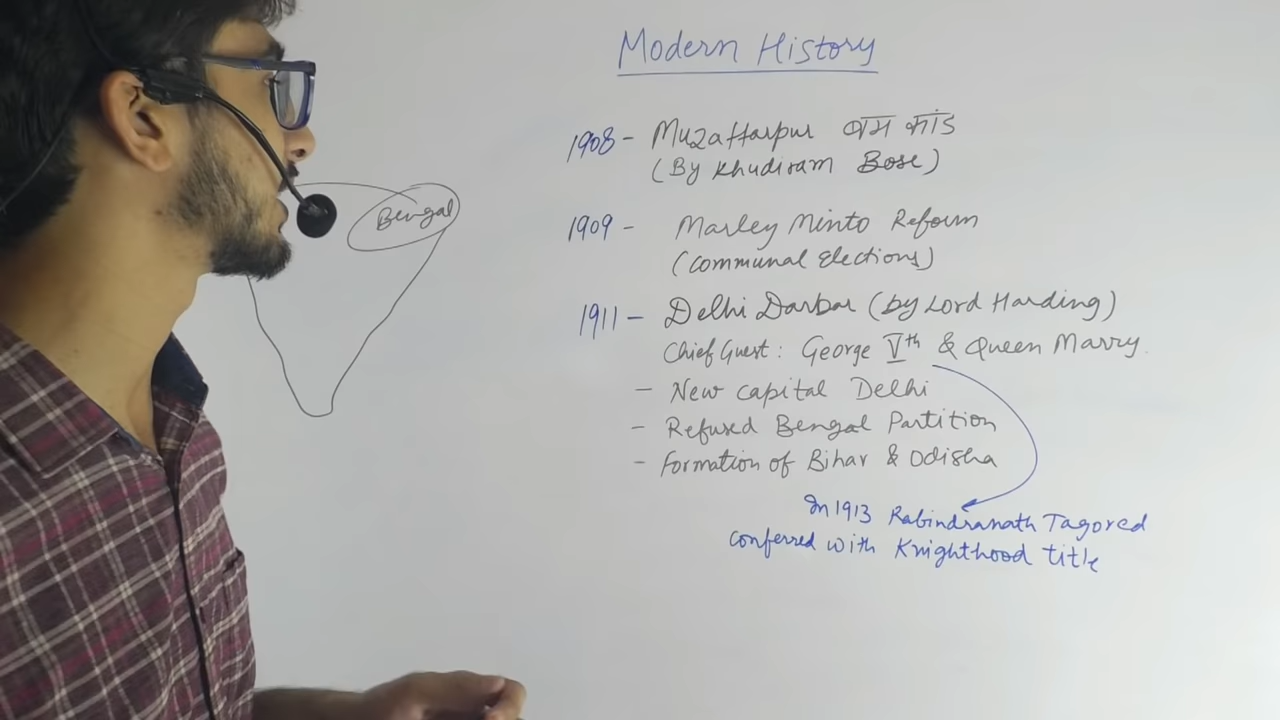 Modern History
1908 - Muzaffarpur बम कांड
(By Khudiram Bose)
Bengal
1909 - Marley Minto Reform
(Communal Elections)
1911 - Delhi Darbar (by Lord Harding)
Chief Guest : George Vth & Queen Marry
- New capital Delhi
- Refused Bengal Partition
- Formation of Bihar & Odisha
In 1913 Rabindranath Tagored
conferred with Knighthood title